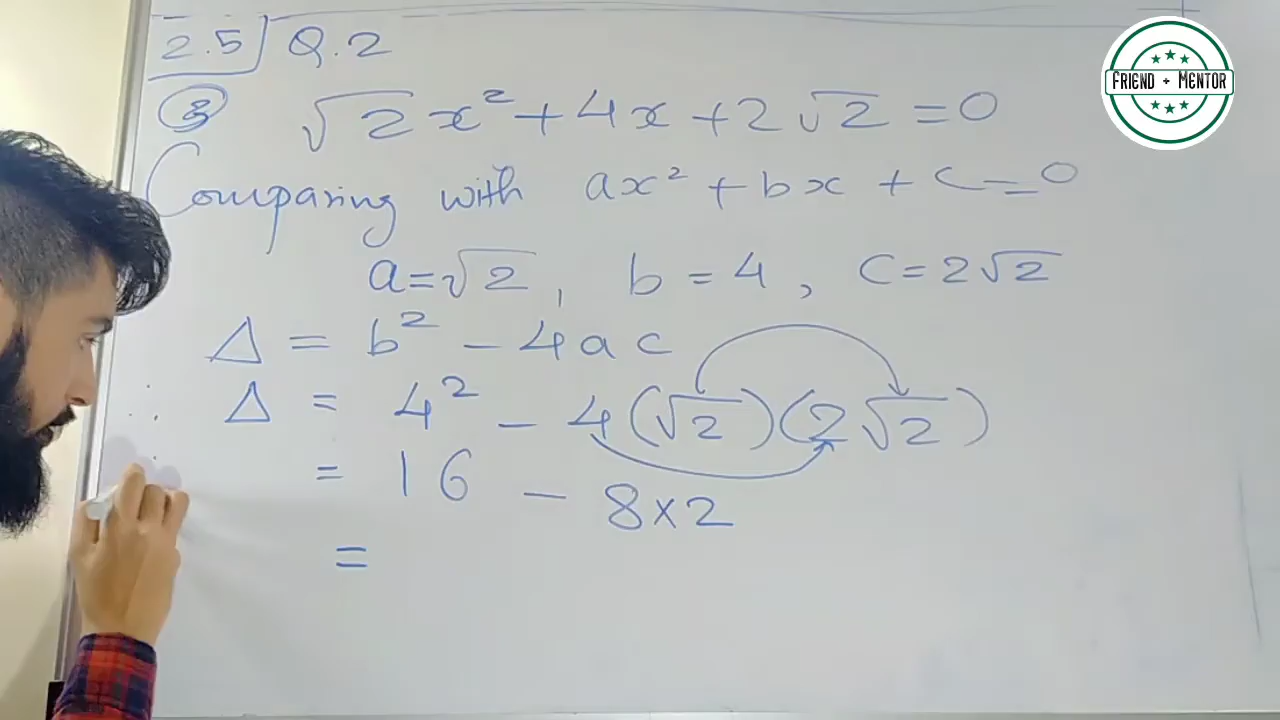 2.5 Q.2
FRIEND + MENTOR
③ √2x² + 4x + 2√2 = 0
Comparing with ax² + bx + c = 0
a = √2, b = 4, c = 2√2
Δ = b² - 4ac
Δ = 4² - 4(√2)(2√2)
= 16 - 8×2
=